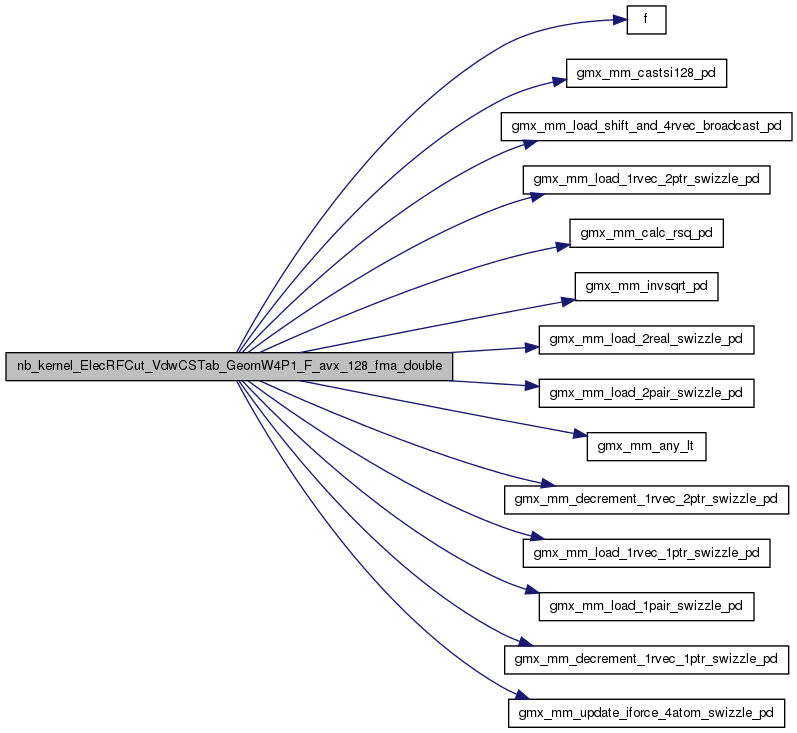 f
gmx_mm_castsi128_pd
gmx_mm_load_shift_and_4rvec_broadcast_pd
gmx_mm_load_1rvec_2ptr_swizzle_pd
gmx_mm_calc_rsq_pd
gmx_mm_invsqrt_pd
gmx_mm_load_2real_swizzle_pd
nb_kernel_ElecRFCut_VdwCSTab_GeomW4P1_F_avx_128_fma_double
gmx_mm_load_2pair_swizzle_pd
gmx_mm_any_lt
gmx_mm_decrement_1rvec_2ptr_swizzle_pd
gmx_mm_load_1rvec_1ptr_swizzle_pd
gmx_mm_load_1pair_swizzle_pd
gmx_mm_decrement_1rvec_1ptr_swizzle_pd
gmx_mm_update_iforce_4atom_swizzle_pd